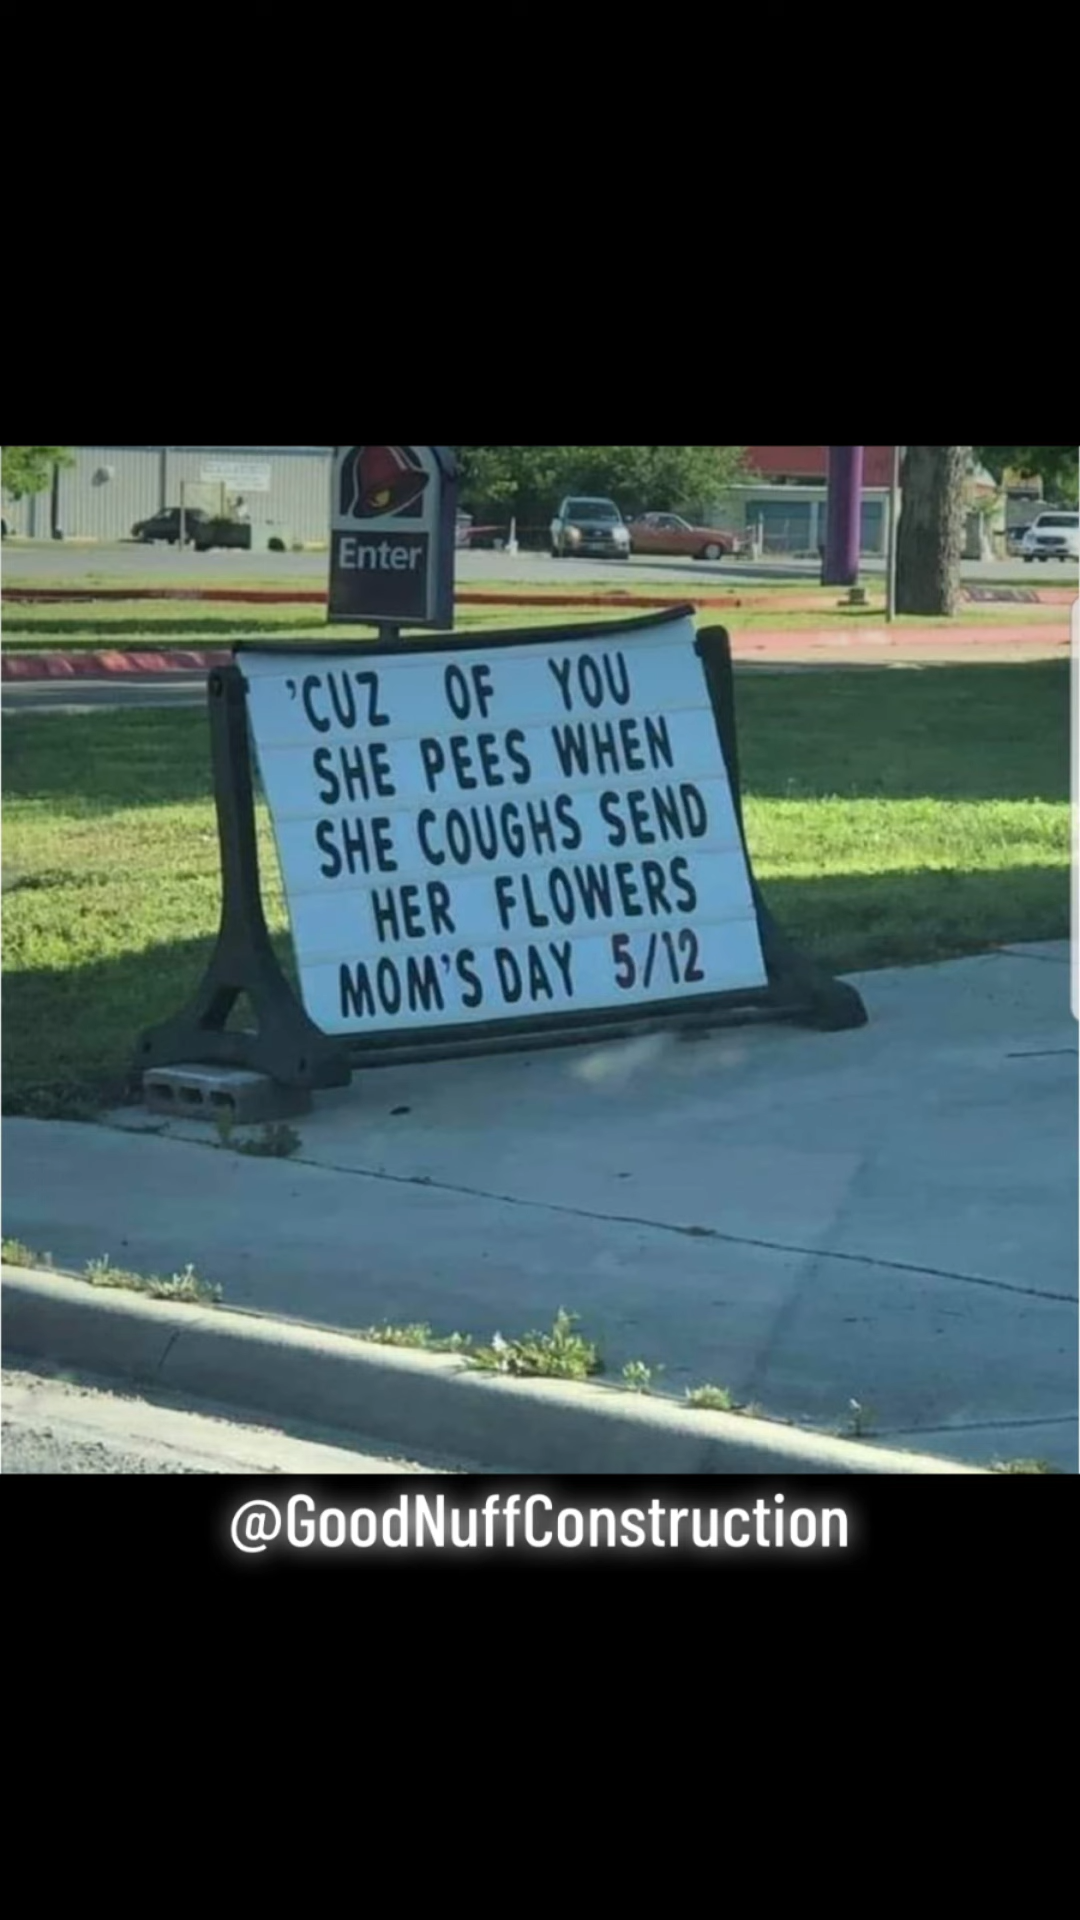 Enter
'CUZ OF YOU
SHE PEES WHEN
SHE COUGHS SEND
HER FLOWERS
MOM'S DAY 5/12
@GoodNuffConstruction